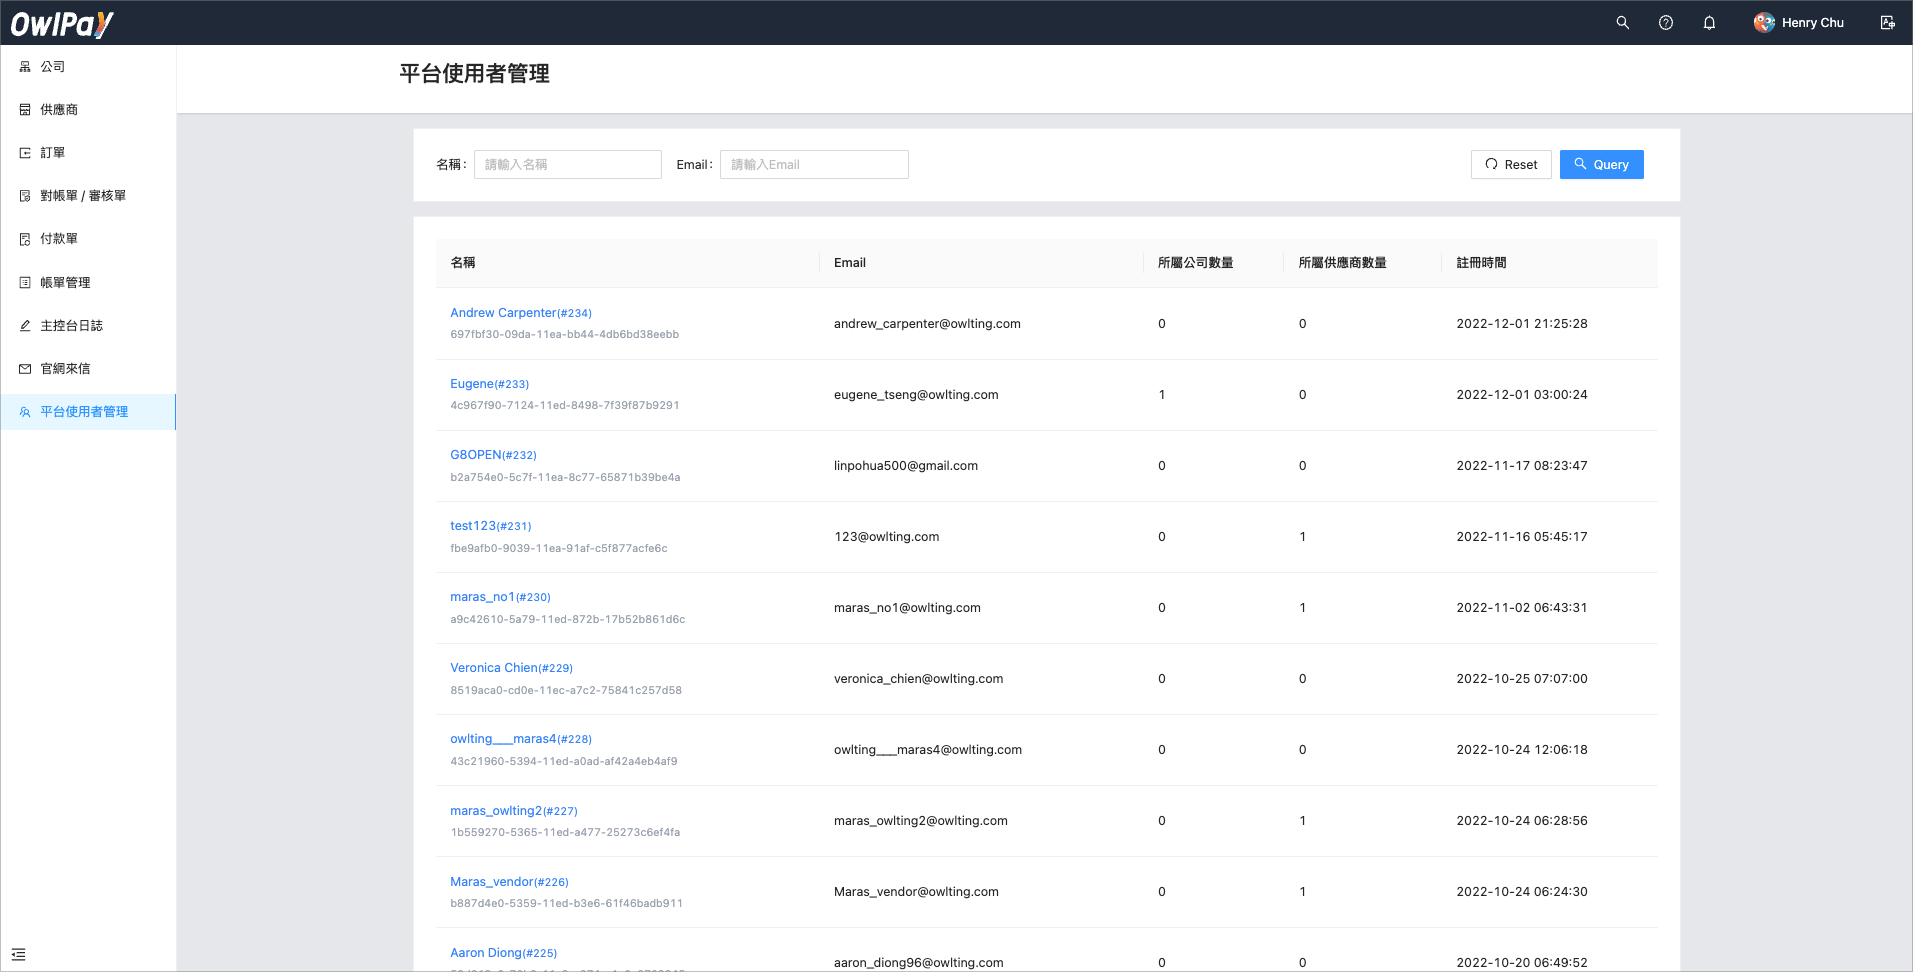 OwlPay
Henry Chu
公司
供應商
訂單
對帳單 / 審核單
付款單
帳單管理
主控台日誌
官網來信
平台使用者管理
平台使用者管理
名稱: 請輸入名稱 Email: 請輸入Email Reset Query
名稱 Email 所屬公司數量 所屬供應商數量 註冊時間
Andrew Carpenter(#234)
697fbf30-09da-11ea-bb44-4db6bd38eebb
andrew_carpenter@owlting.com 0 0 2022-12-01 21:25:28
Eugene(#233)
4c967f90-7124-11ed-8498-7f39f87b9291
eugene_tseng@owlting.com 1 0 2022-12-01 03:00:24
G8OPEN(#232)
b2a754e0-5c7f-11ea-8c77-65871b39be4a
linpohua500@gmail.com 0 0 2022-11-17 08:23:47
test123(#231)
fbe9afb0-9039-11ea-91af-c5f877acfe6c
123@owlting.com 0 1 2022-11-16 05:45:17
maras_no1(#230)
a9c42610-5a79-11ed-872b-17b52b861d6c
maras_no1@owlting.com 0 1 2022-11-02 06:43:31
Veronica Chien(#229)
8519aca0-cd0e-11ec-a7c2-75841c257d58
veronica_chien@owlting.com 0 0 2022-10-25 07:07:00
owlting___maras4(#228)
43c21960-5394-11ed-a0ad-af42a4eb4af9
owlting___maras4@owlting.com 0 0 2022-10-24 12:06:18
maras_owlting2(#227)
1b559270-5365-11ed-a477-25273c6ef4fa
maras_owlting2@owlting.com 0 1 2022-10-24 06:28:56
Maras_vendor(#226)
b887d4e0-5359-11ed-b3e6-61f46badb911
Maras_vendor@owlting.com 0 1 2022-10-24 06:24:30
Aaron Diong(#225)
aaron_diong96@owlting.com 0 0 2022-10-20 06:49:52